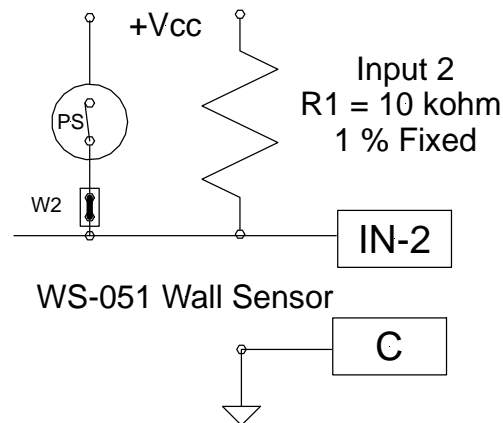 +Vcc
Input 2
R1 = 10 kohm
1 % Fixed
PS
W2
IN-2
WS-051 Wall Sensor
C